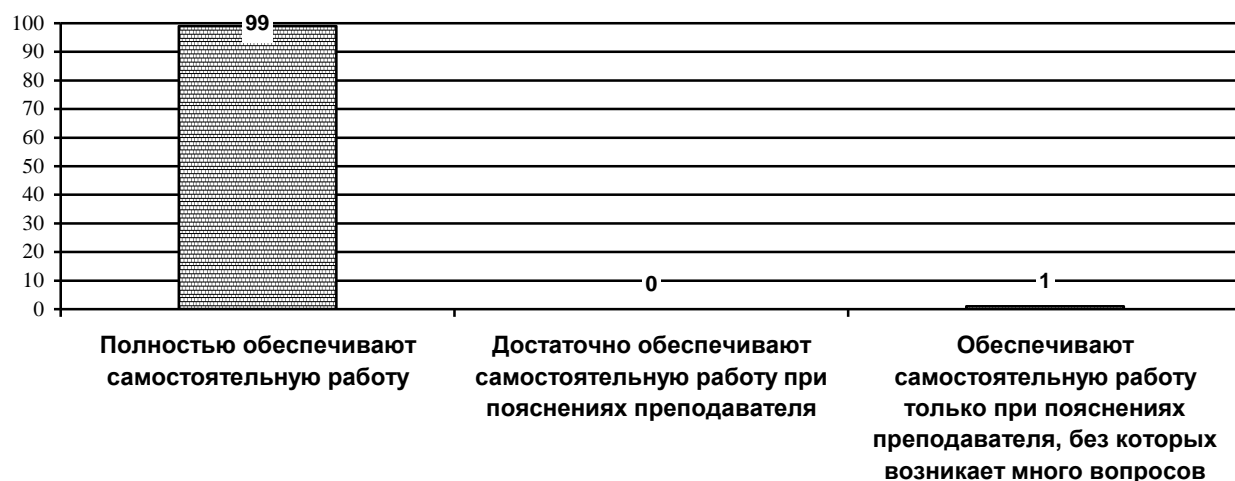 100
90
80
70
60
50
40
30
20
10
0
99
0
1
Полностью обеспечивают
самостоятельную работу
Достаточно обеспечивают
самостоятельную работу при
пояснениях преподавателя
Обеспечивают
самостоятельную работу
только при пояснениях
преподавателя, без которых
возникает много вопросов